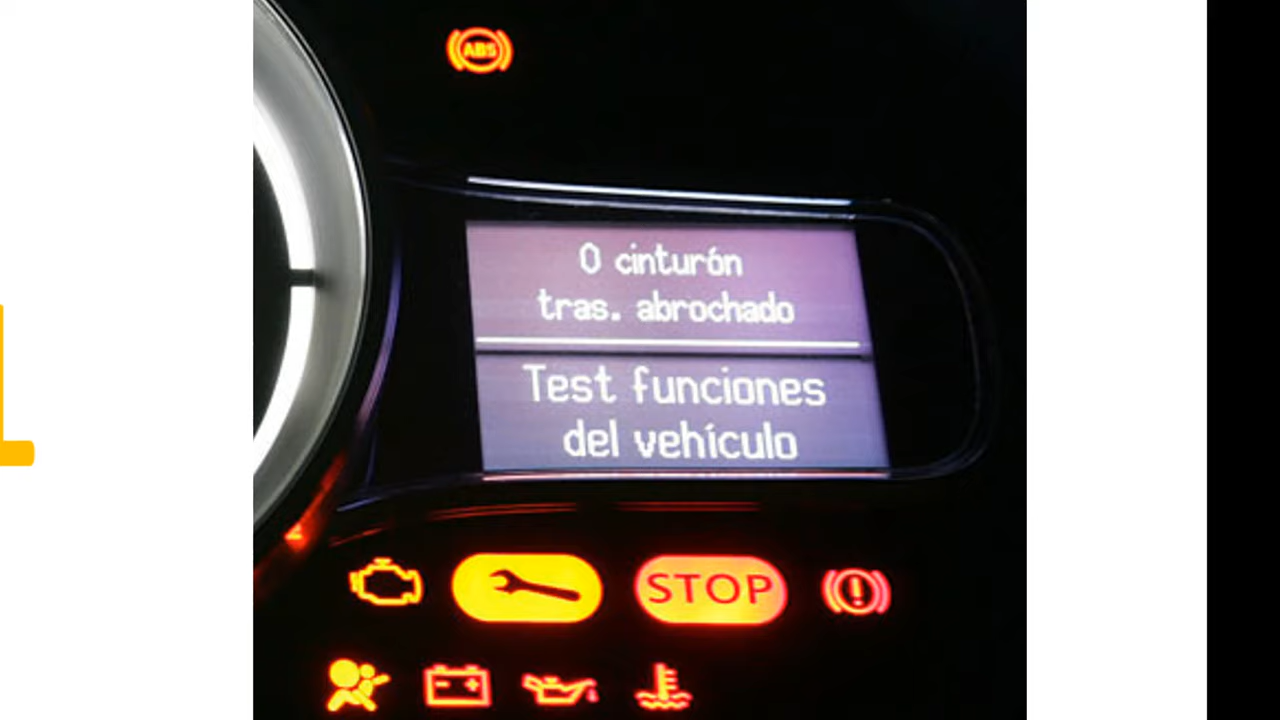 ABS
0 cinturón
tras. abrochado
Test funciones
del vehículo
STOP